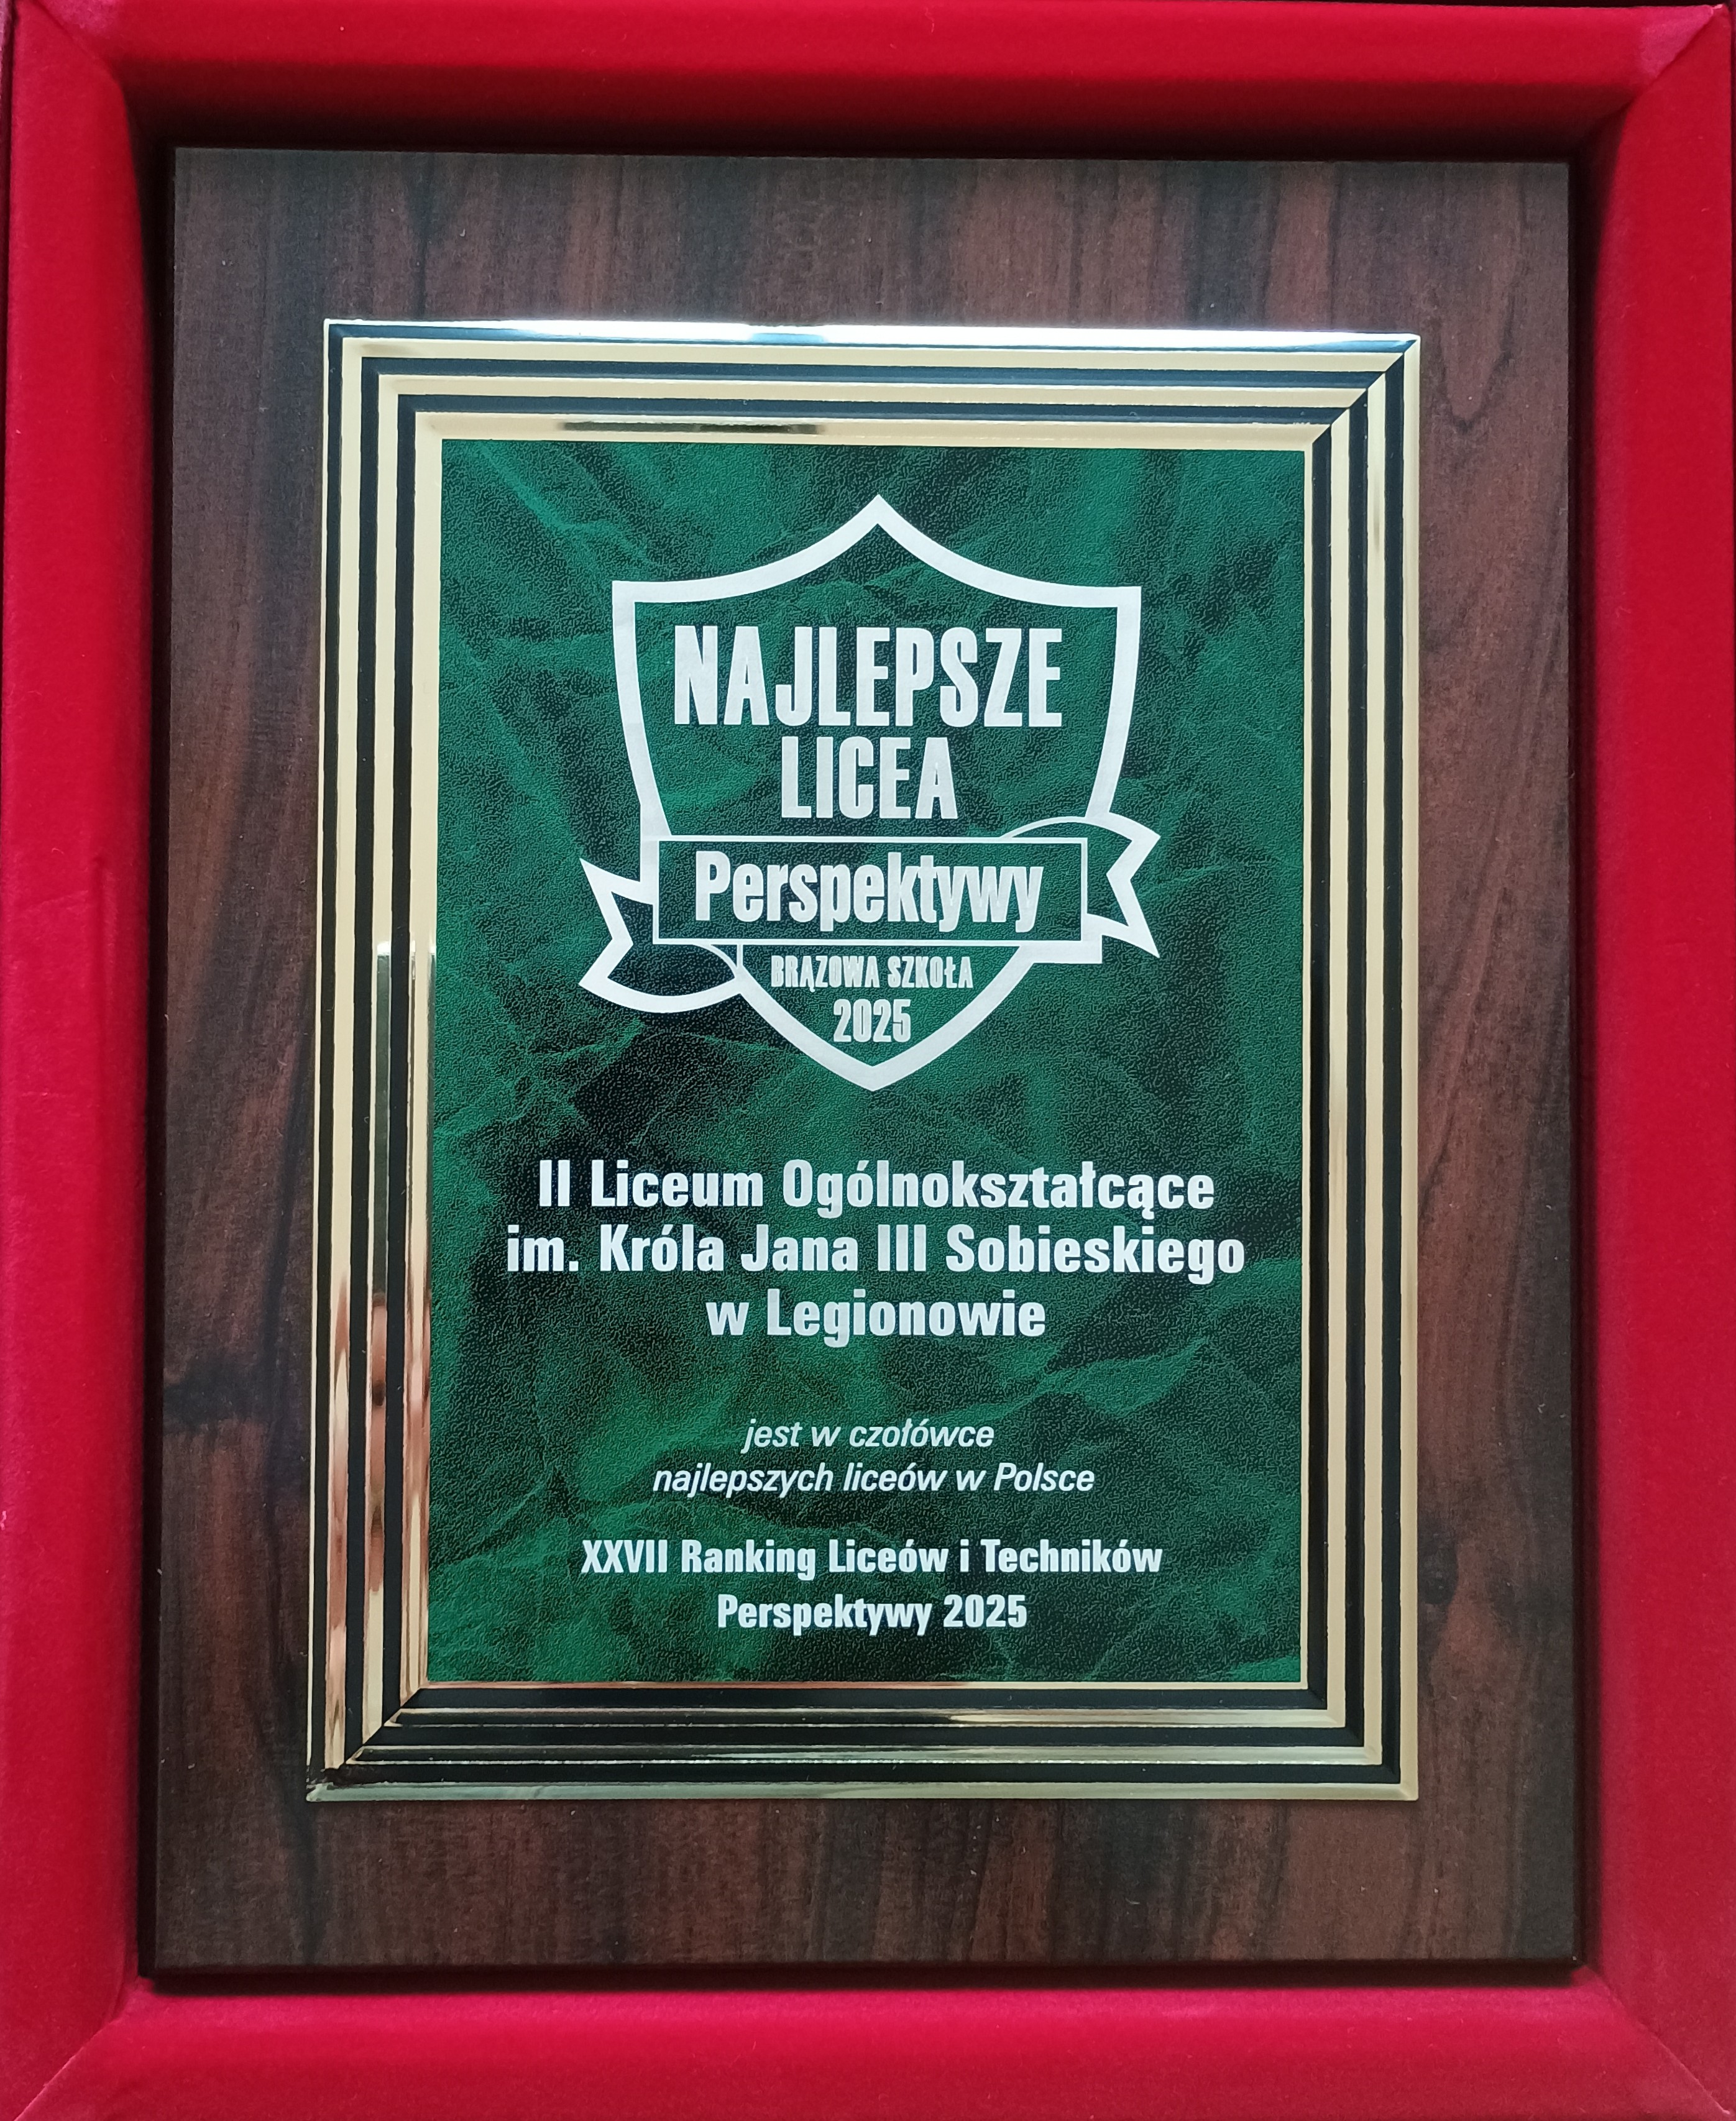 NAJLEPSZE
LICEA
Perspektywy
BRĄZOWA SZKOŁA
2025
II Liceum Ogólnokształcące
im. Króla Jana III Sobieskiego
w Legionowie
jest w czołówce
najlepszych liceów w Polsce
XXVII Ranking Liceów i Techników
Perspektywy 2025